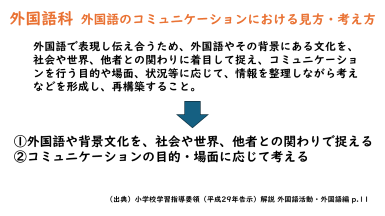 外国語科 外国語のコミュニケーションにおける見方・考え方
外国語で表現し伝え合うため、外国語やその背景にある文化を、
社会や世界、他者との関わりに着目して捉え、コミュニケーショ
ンを行う目的や場面、状況等に応じて、情報を整理しながら考え
などを形成し、再構築すること。
①外国語や背景文化を、社会や世界、他者との関わりで捉える
②コミュニケーションの目的・場面に応じて考える
（出典）小学校学習指導要領（平成29年告示）解説 外国語活動・外国語編 p.11